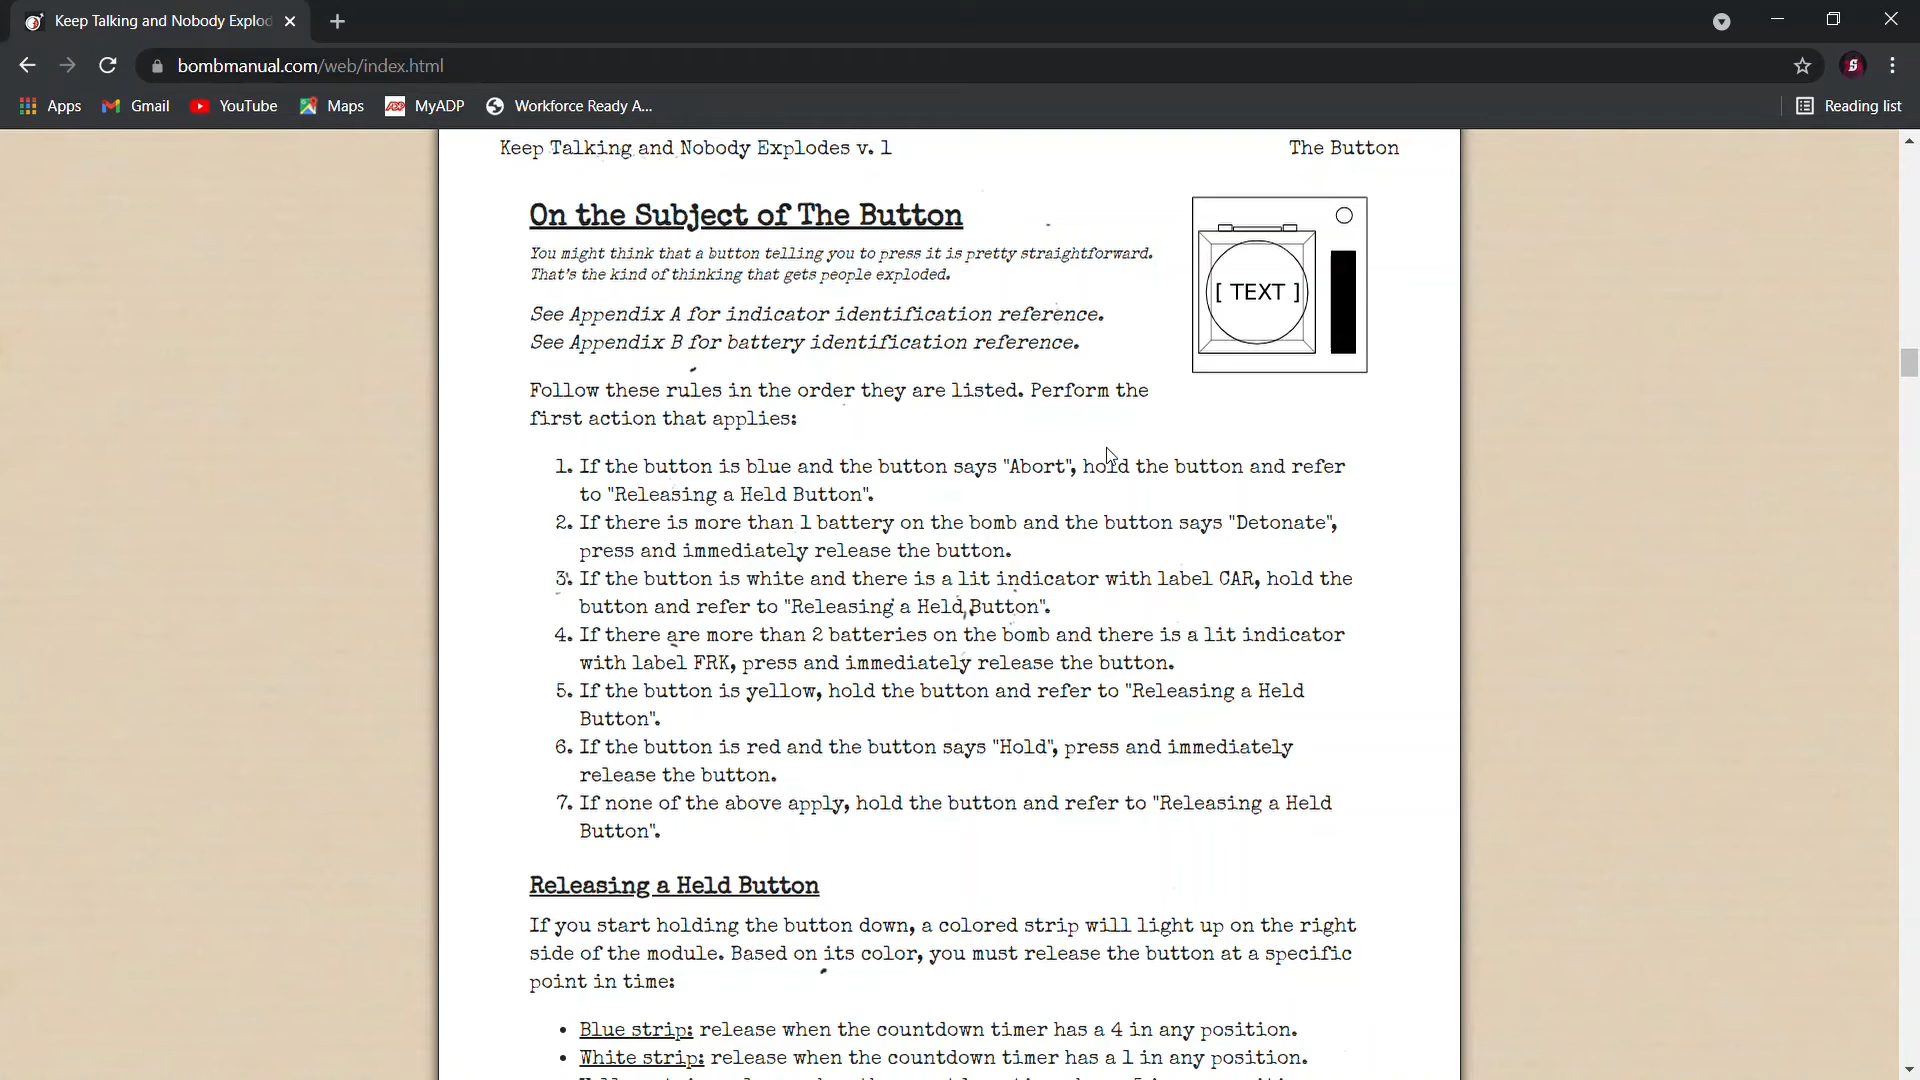 Keep Talking and Nobody Explod
bombmanual.com/web/index.html
Apps Gmail YouTube Maps MyADP Workforce Ready A... Reading list
Keep Talking and Nobody Explodes v. 1 The Button
On the Subject of The Button
You might think that a button telling you to press it is pretty straightforward.
That's the kind of thinking that gets people exploded.
[ TEXT ]
See Appendix A for indicator identification reference.
See Appendix B for battery identification reference.
Follow these rules in the order they are listed. Perform the
first action that applies:
1. If the button is blue and the button says "Abort", hold the button and refer
to "Releasing a Held Button".
2. If there is more than 1 battery on the bomb and the button says "Detonate",
press and immediately release the button.
3. If the button is white and there is a lit indicator with label CAR, hold the
button and refer to "Releasing a Held Button".
4. If there are more than 2 batteries on the bomb and there is a lit indicator
with label FRK, press and immediately release the button.
5. If the button is yellow, hold the button and refer to "Releasing a Held
Button".
6. If the button is red and the button says "Hold", press and immediately
release the button.
7. If none of the above apply, hold the button and refer to "Releasing a Held
Button".
Releasing a Held Button
If you start holding the button down, a colored strip will light up on the right
side of the module. Based on its color, you must release the button at a specific
point in time:
• Blue strip: release when the countdown timer has a 4 in any position.
• White strip: release when the countdown timer has a 1 in any position.